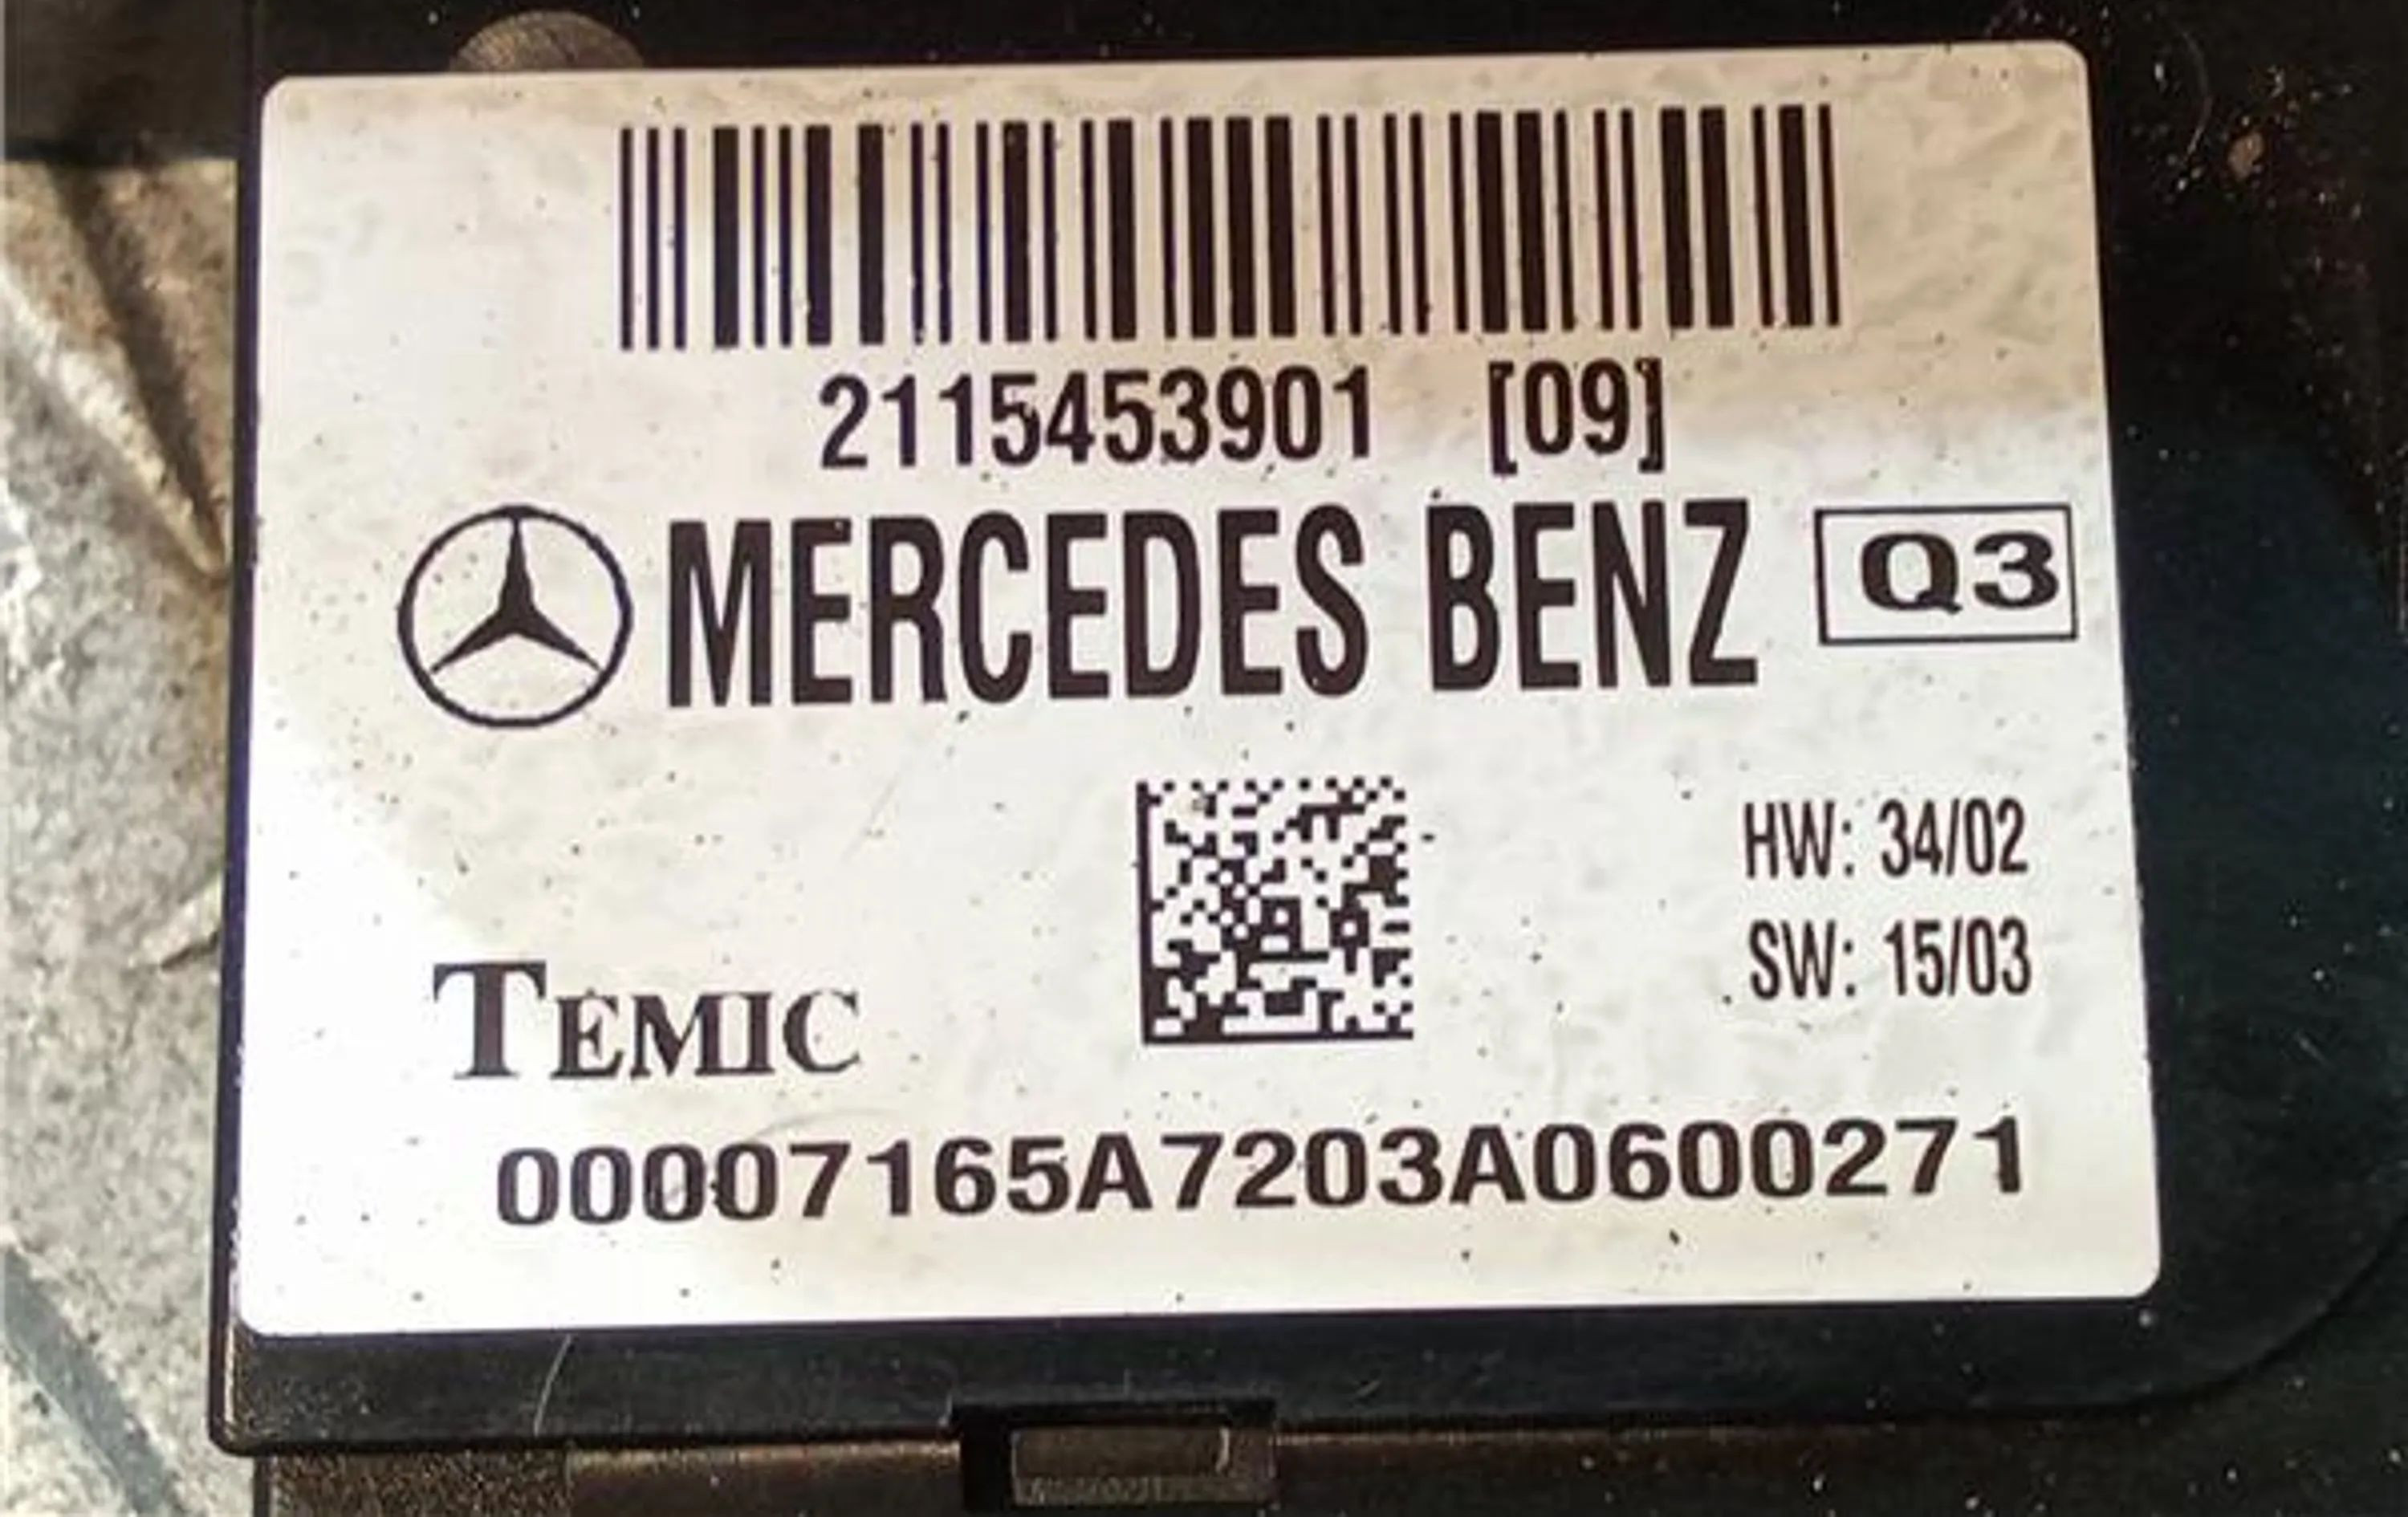 2115453901 [09]
MERCEDES BENZ Q3
HW: 34/02
SW: 15/03
TEMIC
00007165A7203A0600271